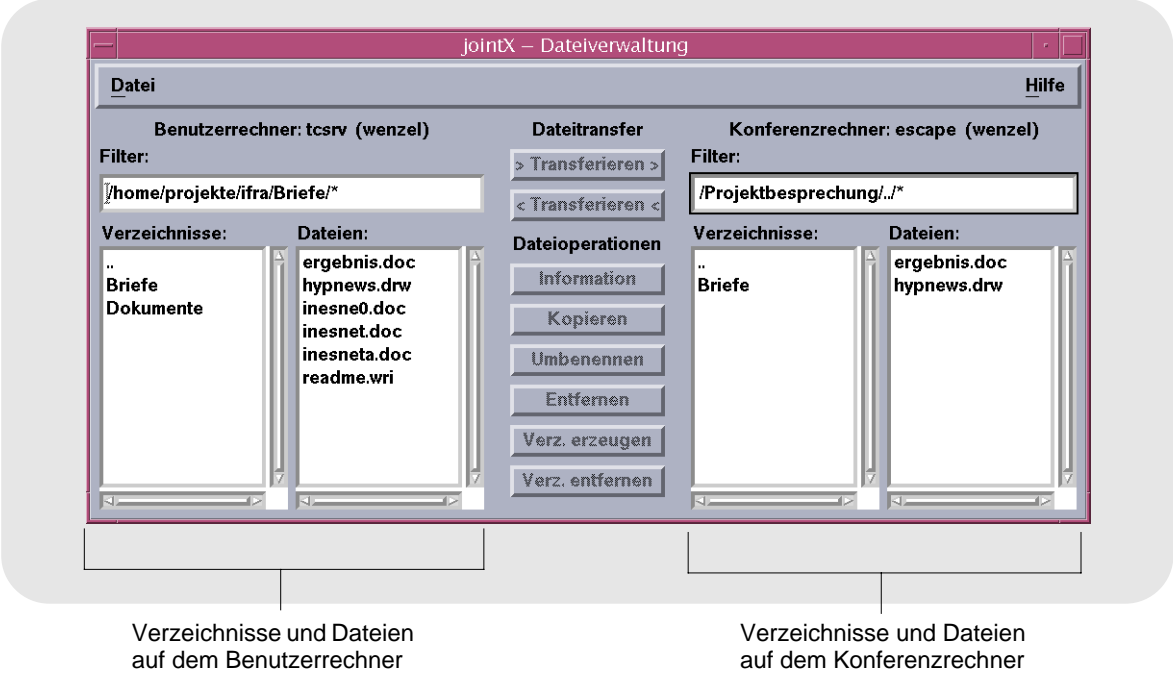 jointX – Dateiverwaltung
Datei Hilfe
Benutzerrechner: tcsrv (wenzel)
Filter:
/home/projekte/ifra/Briefe/*
Verzeichnisse:
..
Briefe
Dokumente
Dateien:
ergebnis.doc
hypnews.drw
inesne0.doc
inesnet.doc
inesneta.doc
readme.wri
Dateitransfer
> Transferieren >
< Transferieren <
Dateioperationen
Information
Kopieren
Umbenennen
Entfernen
Verz. erzeugen
Verz. entfernen
Konferenzrechner: escape (wenzel)
Filter:
/Projektbesprechung/../*
Verzeichnisse:
..
Briefe
Dateien:
ergebnis.doc
hypnews.drw
Verzeichnisse und Dateien
auf dem Benutzerrechner
Verzeichnisse und Dateien
auf dem Konferenzrechner